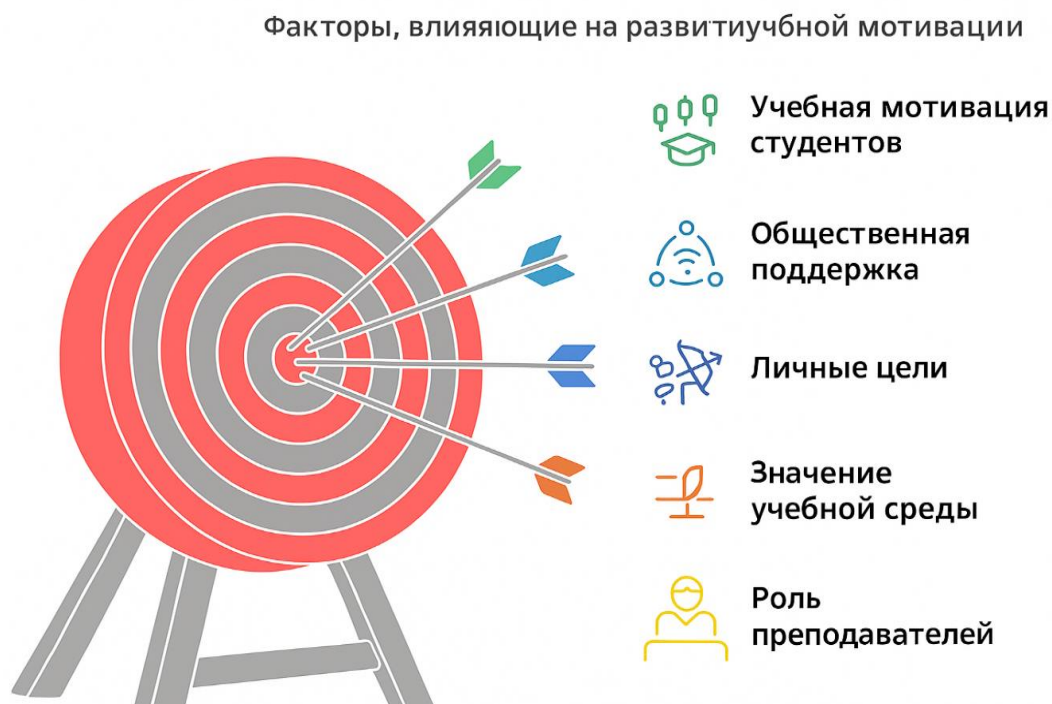 Факторы, влияяющие на развитиучбной мотивации
Учебная мотивация
студентов
Общественная
поддержка
Личные цели
Значение
учебной среды
Роль
преподавателей